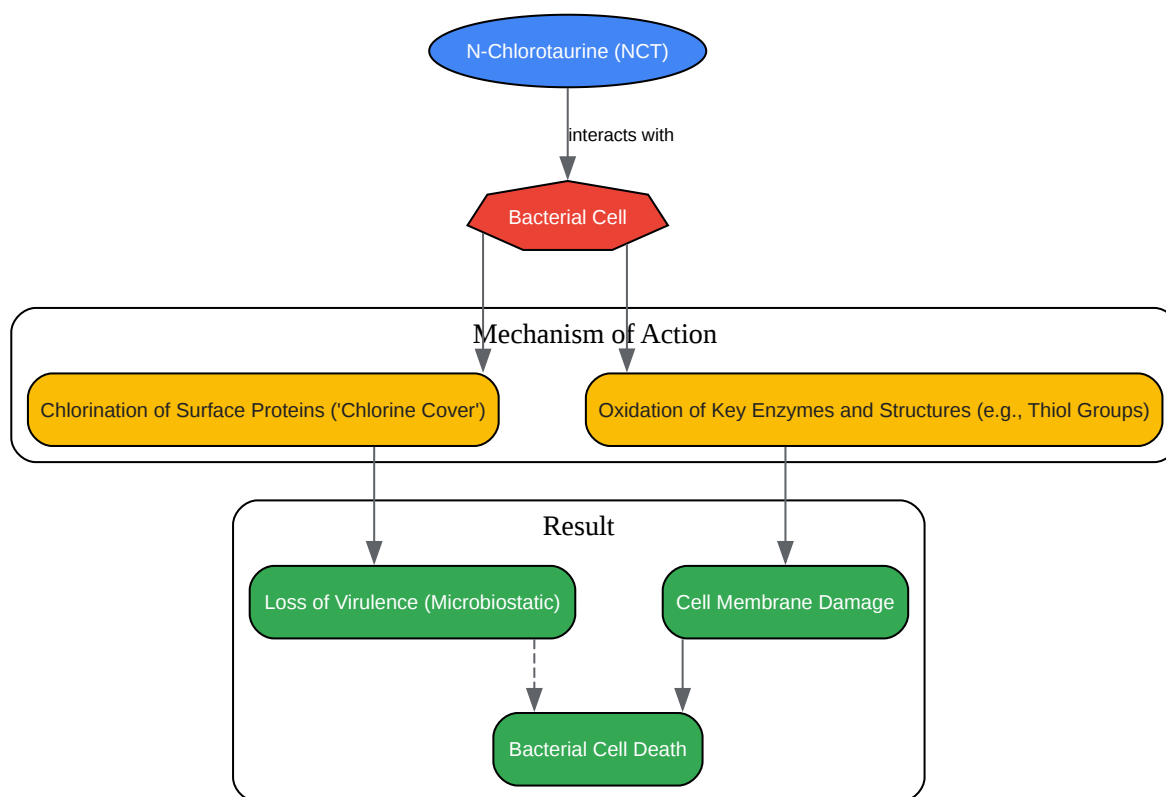 N-Chlorotaurine (NCT)
interacts with
Bacterial Cell
Mechanism of Action
Chlorination of Surface Proteins ('Chlorine Cover')
Oxidation of Key Enzymes and Structures (e.g., Thiol Groups)
Result
Loss of Virulence (Microbiostatic)
Cell Membrane Damage
Bacterial Cell Death